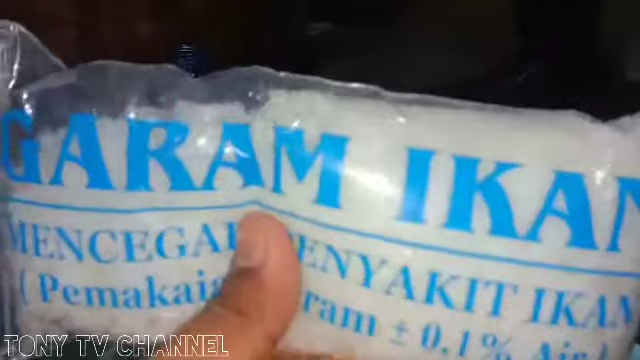 GARAM IKAN
MENCEGAH PENYAKIT IKAN
(Pemakaian Garam ± 0.1% Air)
TONY TV CHANNEL